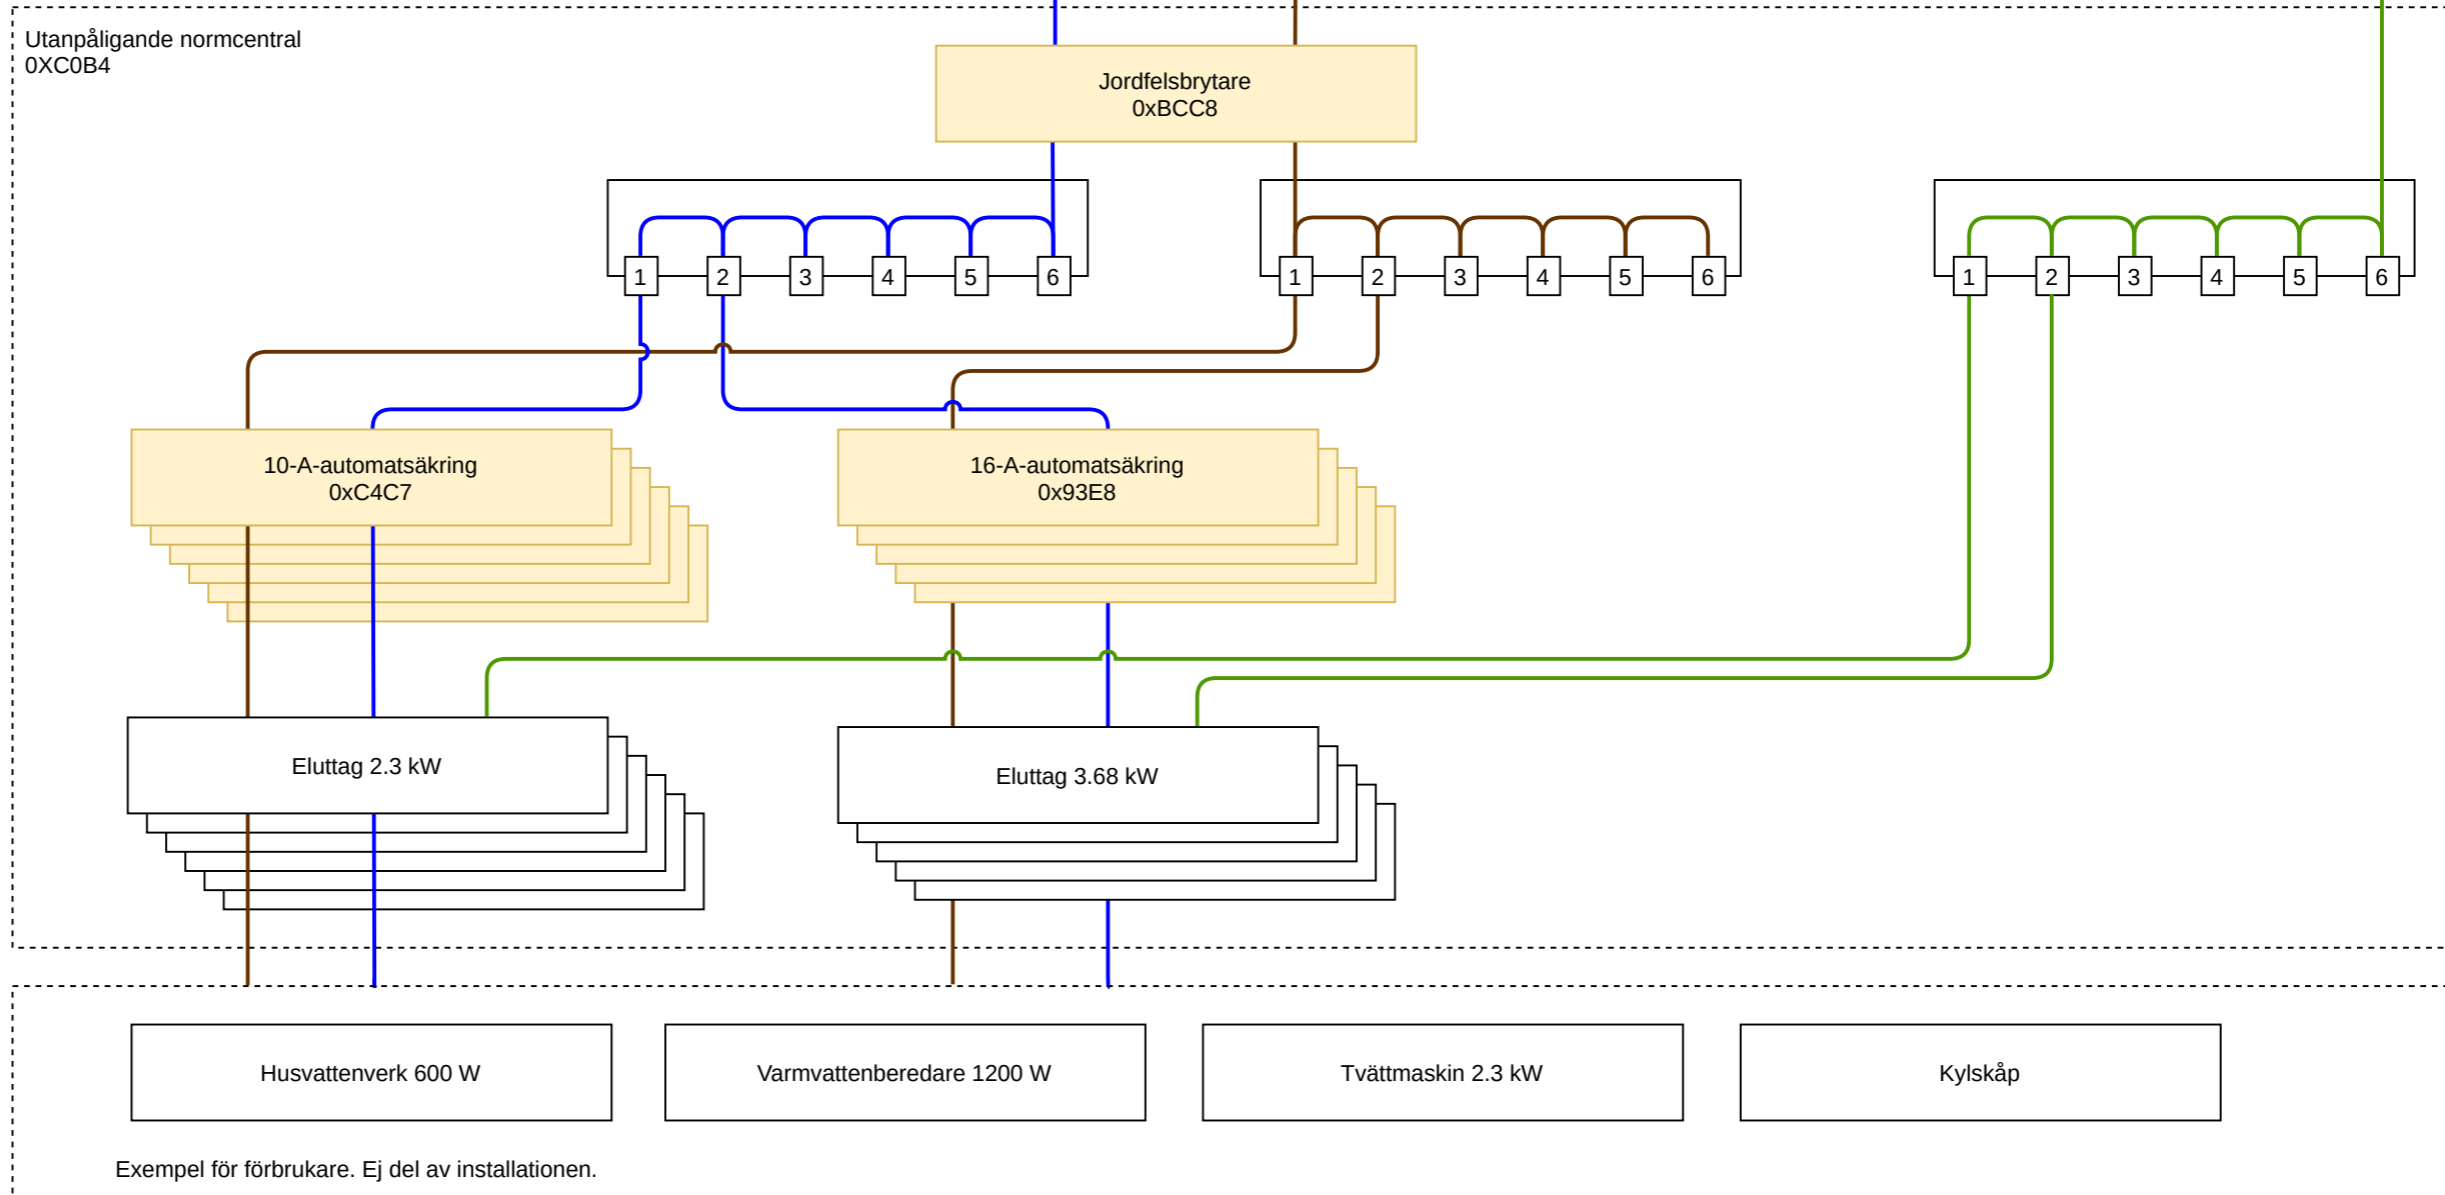 Utanpåligande normcentral
0XC0B4
Jordfelsbrytare
0xBCC8
1 2 3 4 5 6
1 2 3 4 5 6
1 2 3 4 5 6
10-A-automatsäkring
0xC4C7
16-A-automatsäkring
0x93E8
Eluttag 2.3 kW
Eluttag 3.68 kW
Husvattenverk 600 W
Varmvattenberedare 1200 W
Tvättmaskin 2.3 kW
Kylskåp
Exempel för förbrukare. Ej del av installationen.